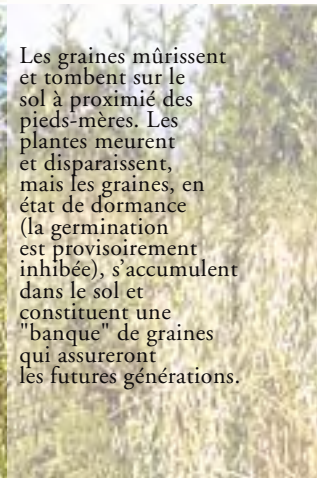 Les graines mûrissent
et tombent sur le
sol à proximié des
pieds-mères. Les
plantes meurent
et disparaissent,
mais les graines, en
état de dormance
(la germination
est provisoirement
inhibée), s'accumulent
dans le sol et
constituent une
"banque" de graines
qui assureront
les futures générations.